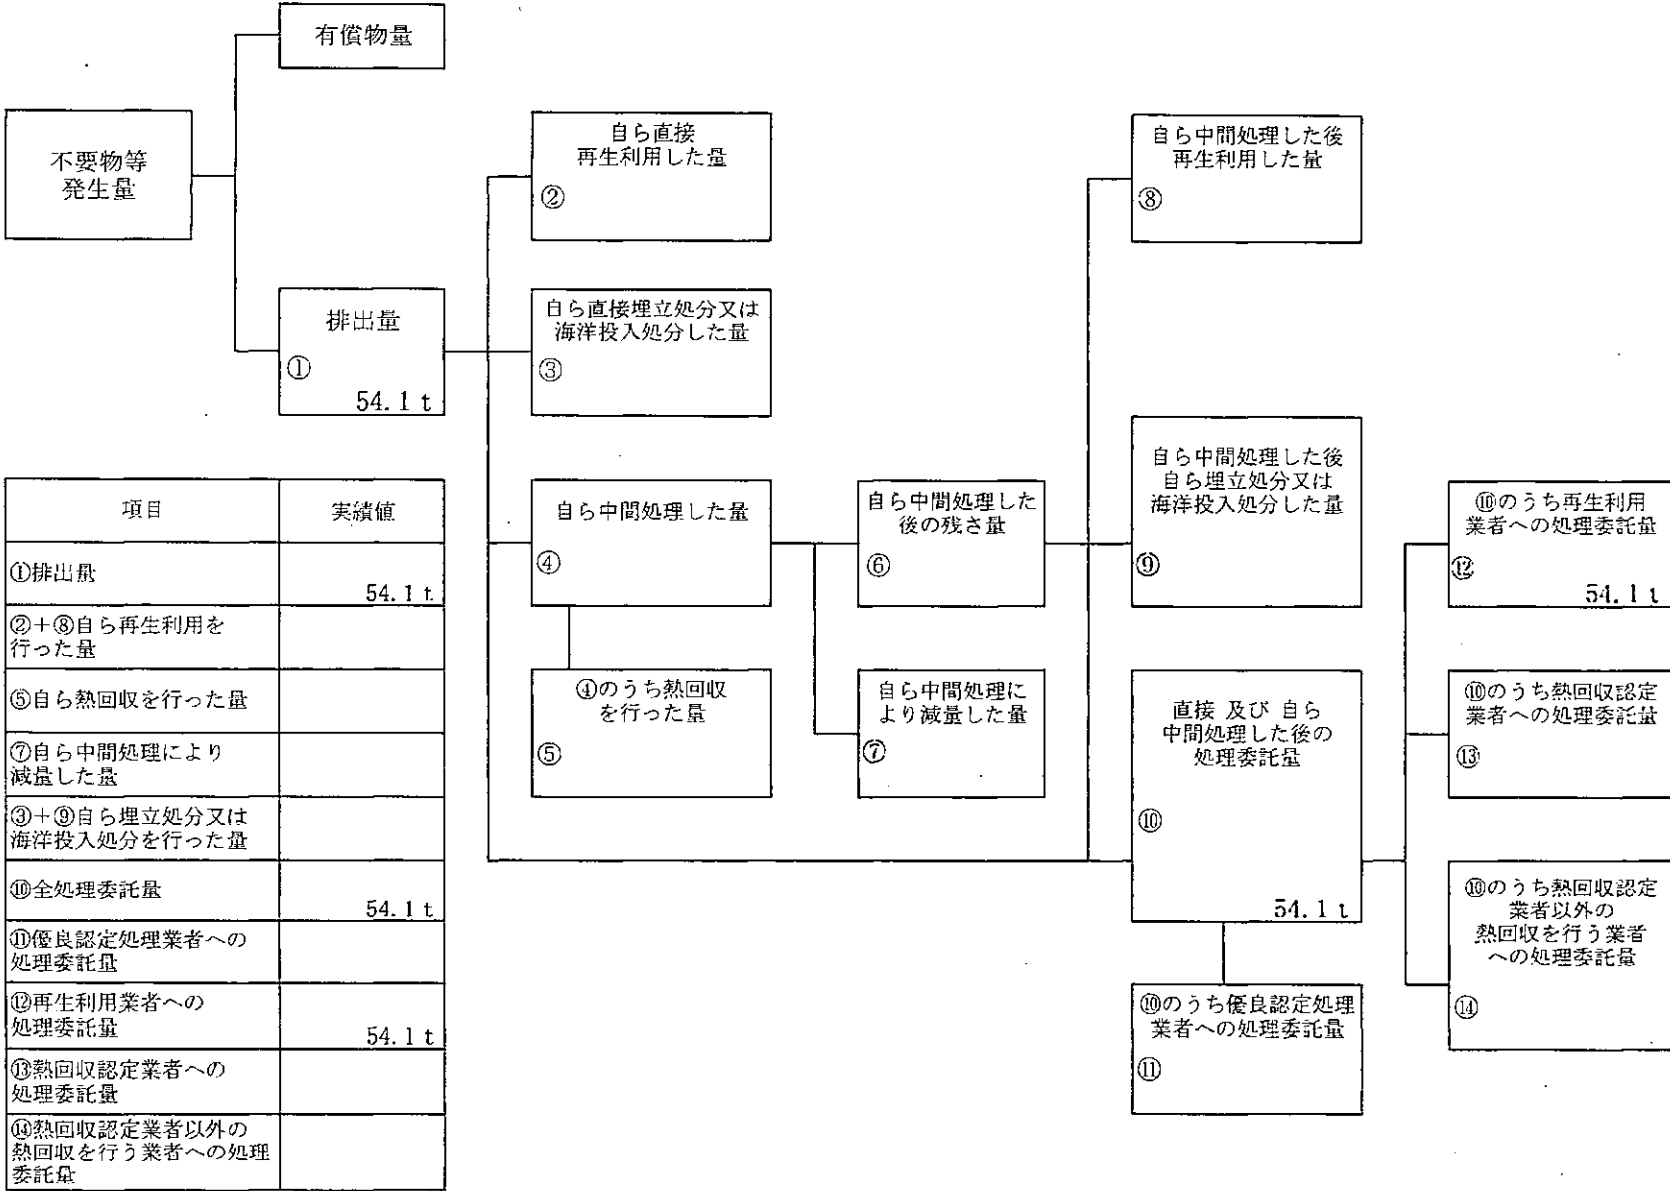 有償物量
不要物等
発生量
排出量
①
54.1 t
自ら直接
再生利用した量
②
自ら直接埋立処分又は
海洋投入処分した量
③
自ら中間処理した量
④
④のうち熱回収
を行った量
⑤
自ら中間処理した
後の残さ量
⑥
自ら中間処理に
より減量した量
⑦
自ら中間処理した後
再生利用した量
⑧
自ら中間処理した後
自ら埋立処分又は
海洋投入処分した量
⑨
直接 及び 自ら
中間処理した後の
処理委託量
⑩
54.1 t
⑩のうち優良認定処理
業者への処理委託量
⑪
⑩のうち再生利用
業者への処理委託量
⑫
54.1 t
⑩のうち熱回収認定
業者への処理委託量
⑬
⑩のうち熱回収認定
業者以外の
熱回収を行う業者
への処理委託量
⑭
項目 実績値
①排出量
54.1 t
②+⑧自ら再生利用を
行った量
⑤自ら熱回収を行った量
⑦自ら中間処理により
減量した量
③+⑨自ら埋立処分又は
海洋投入処分を行った量
⑩全処理委託量
54.1 t
⑪優良認定処理業者への
処理委託量
⑫再生利用業者への
処理委託量
54.1 t
⑬熱回収認定業者への
処理委託量
⑭熱回収認定業者以外の
熱回収を行う業者への処理
委託量